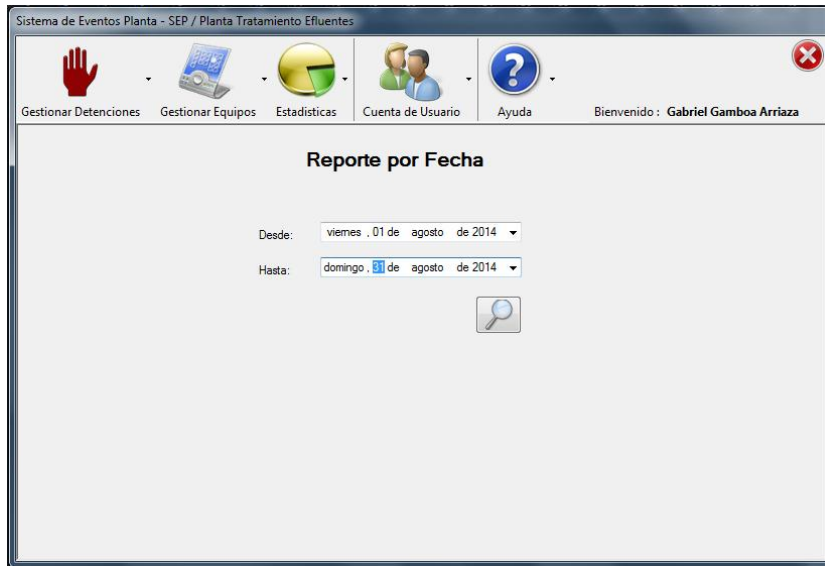 Sistema de Eventos Planta - SEP / Planta Tratamiento Efluentes
Gestionar Detenciones Gestionar Equipos Estadisticas Cuenta de Usuario Ayuda Bienvenido : Gabriel Gamboa Arriaza
Reporte por Fecha
Desde: viernes , 01 de agosto de 2014
Hasta: domingo , 31 de agosto de 2014